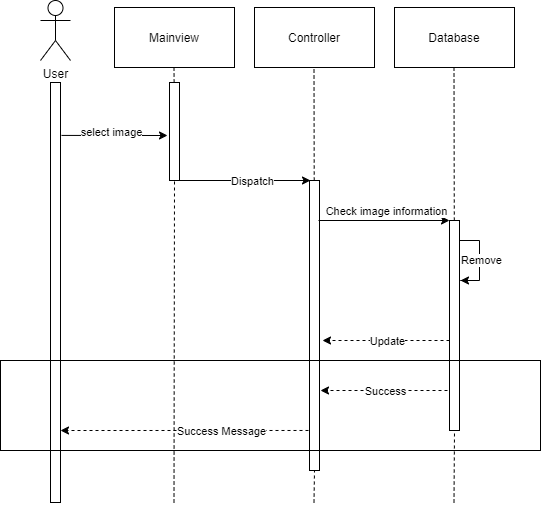 Mainview
Controller
Database
User
select image
Dispatch
Check image information
Remove
Update
Success
Success Message